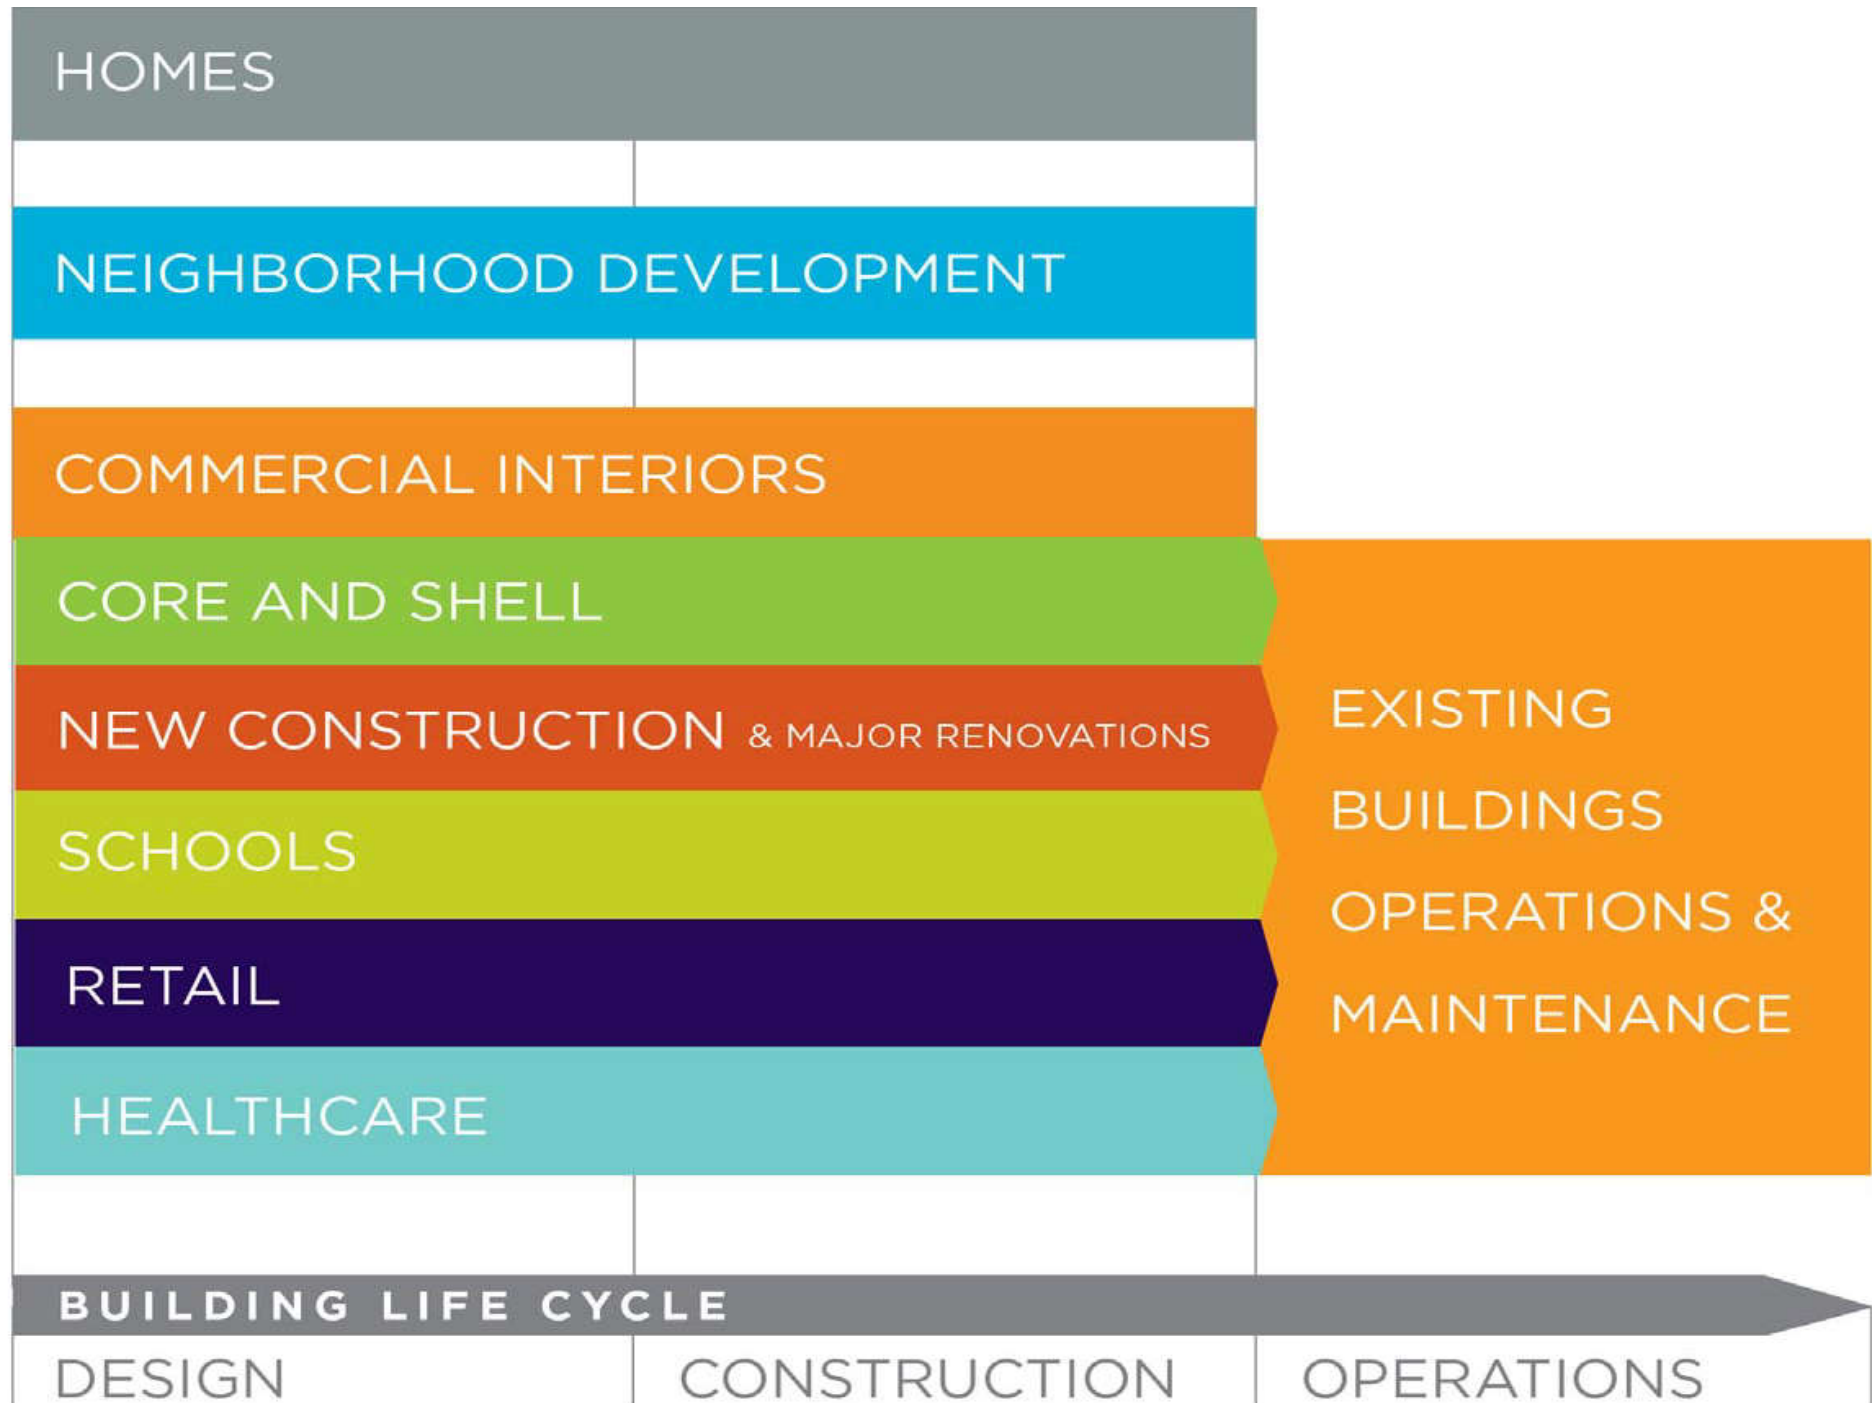 HOMES
NEIGHBORHOOD DEVELOPMENT
COMMERCIAL INTERIORS
CORE AND SHELL
NEW CONSTRUCTION & MAJOR RENOVATIONS
SCHOOLS
RETAIL
HEALTHCARE
EXISTING
BUILDINGS
OPERATIONS &
MAINTENANCE
BUILDING LIFE CYCLE
DESIGN CONSTRUCTION OPERATIONS